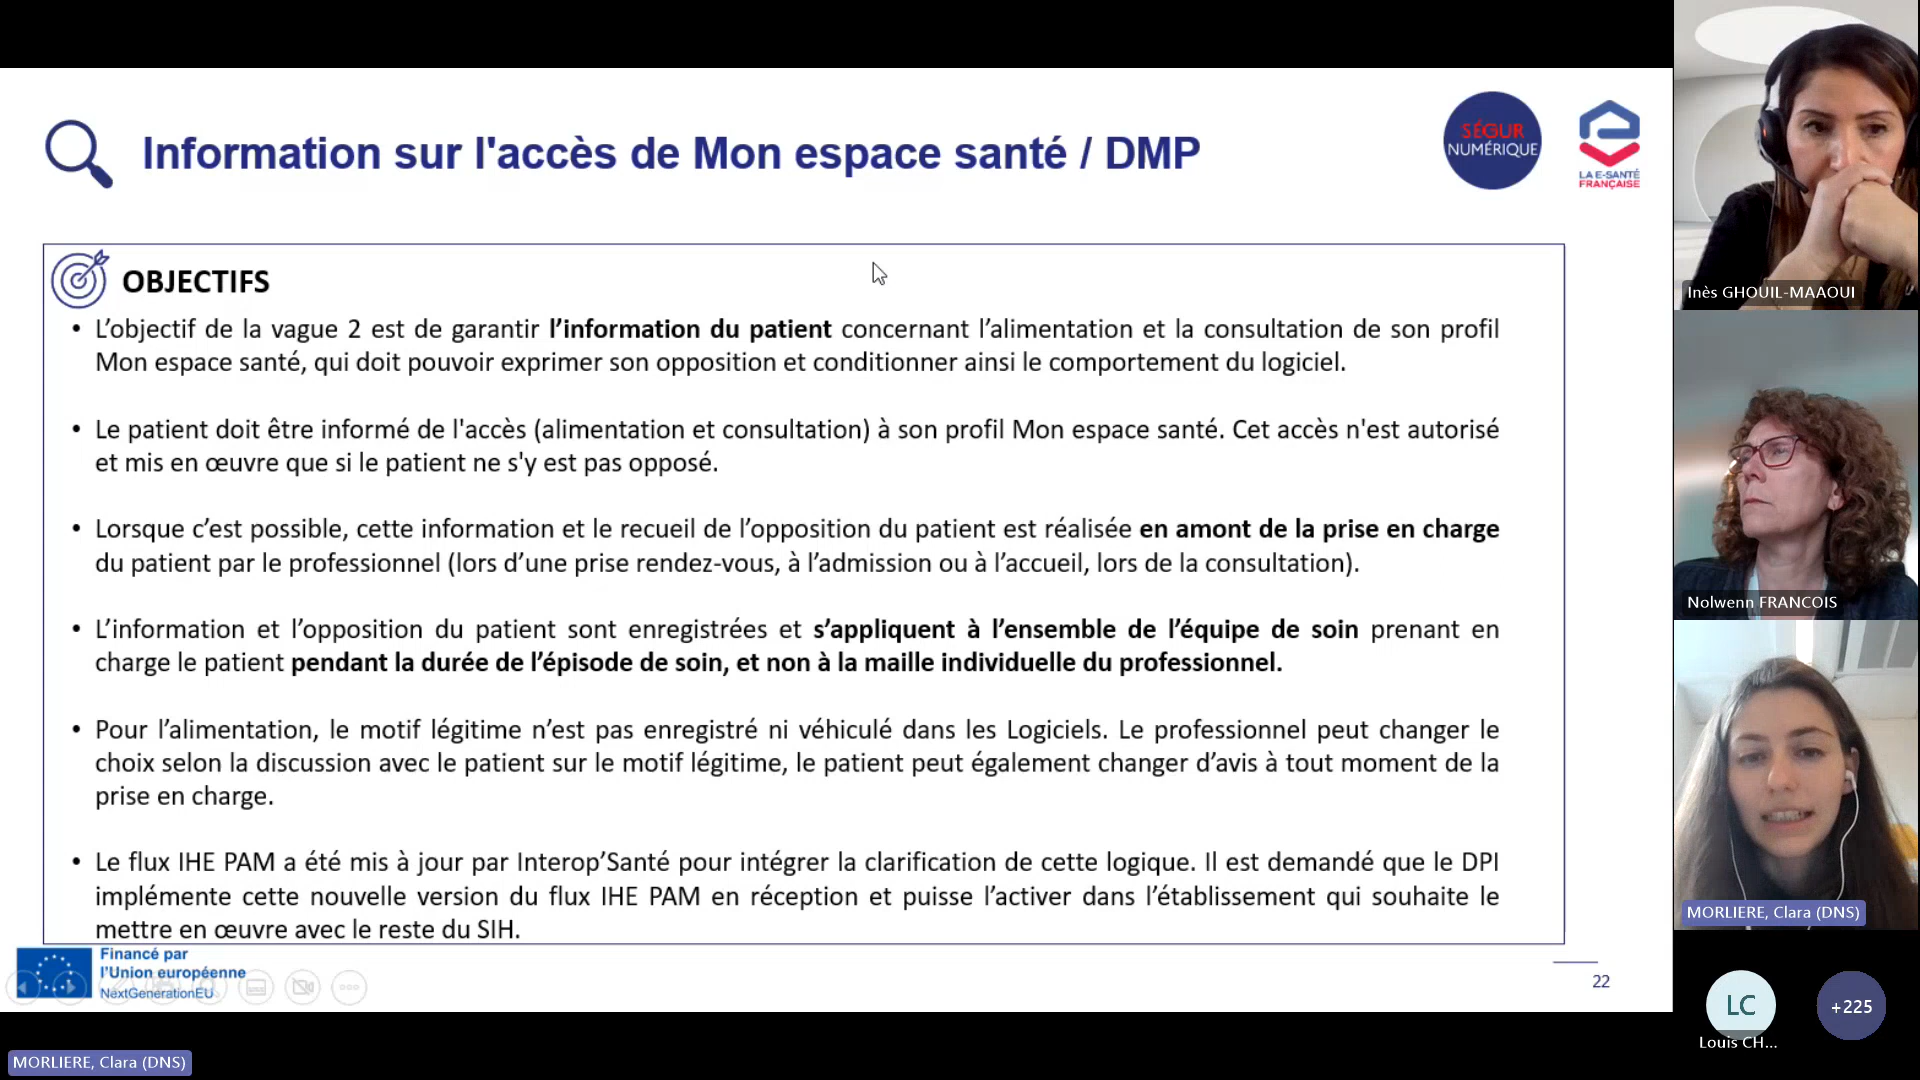 Information sur l'accès de Mon espace santé / DMP
SÉGUR
NUMÉRIQUE
LA E-SANTÉ
FRANÇAISE
OBJECTIFS
• L’objectif de la vague 2 est de garantir l’information du patient concernant l’alimentation et la consultation de son profil
Mon espace santé, qui doit pouvoir exprimer son opposition et conditionner ainsi le comportement du logiciel.
• Le patient doit être informé de l'accès (alimentation et consultation) à son profil Mon espace santé. Cet accès n'est autorisé
et mis en œuvre que si le patient ne s'y est pas opposé.
• Lorsque c’est possible, cette information et le recueil de l’opposition du patient est réalisée en amont de la prise en charge
du patient par le professionnel (lors d’une prise rendez-vous, à l’admission ou à l’accueil, lors de la consultation).
• L’information et l’opposition du patient sont enregistrées et s’appliquent à l’ensemble de l’équipe de soin prenant en
charge le patient pendant la durée de l’épisode de soin, et non à la maille individuelle du professionnel.
• Pour l’alimentation, le motif légitime n’est pas enregistré ni véhiculé dans les Logiciels. Le professionnel peut changer le
choix selon la discussion avec le patient sur le motif légitime, le patient peut également changer d’avis à tout moment de la
prise en charge.
• Le flux IHE PAM a été mis à jour par Interop’Santé pour intégrer la clarification de cette logique. Il est demandé que le DPI
implémente cette nouvelle version du flux IHE PAM en réception et puisse l’activer dans l’établissement qui souhaite le
mettre en œuvre avec le reste du SIH.
Financé par
l’Union européenne
NextGenerationEU
22
Inès GHOUIL-MAAOUI
Nolwenn FRANCOIS
MORLIERE, Clara (DNS)
LC
+225
Louis CH...
MORLIERE, Clara (DNS)